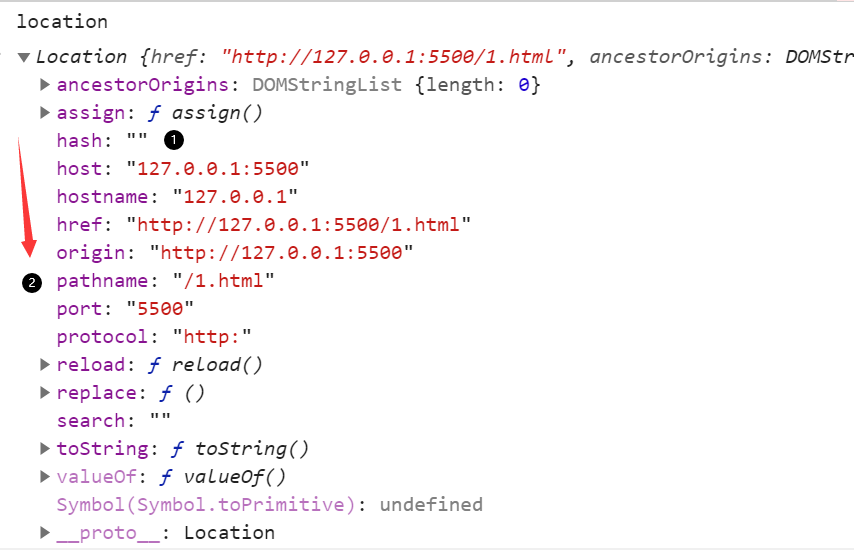 location
Location {href: "http://127.0.0.1:5500/1.html", ancestorOrigins: DOMStr
ancestorOrigins: DOMStringList {length: 0}
assign: ƒ assign()
hash: "" 1
host: "127.0.0.1:5500"
hostname: "127.0.0.1"
href: "http://127.0.0.1:5500/1.html"
origin: "http://127.0.0.1:5500"
2 pathname: "/1.html"
port: "5500"
protocol: "http:"
reload: ƒ reload()
replace: ƒ ()
search: ""
toString: ƒ toString()
valueOf: ƒ valueOf()
Symbol(Symbol.toPrimitive): undefined
__proto__: Location